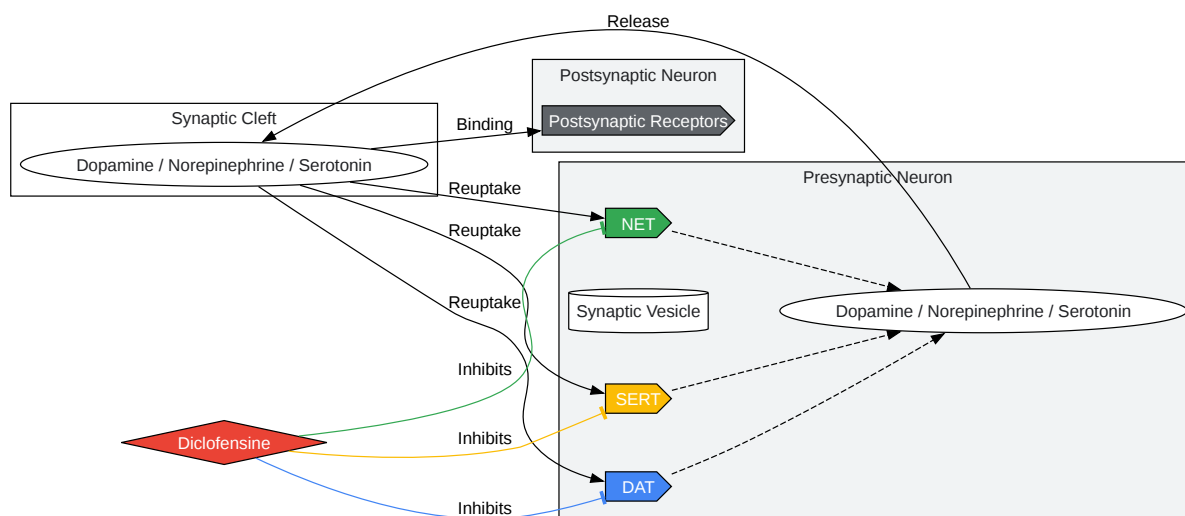 Release
Postsynaptic Neuron
Postsynaptic Receptors
Synaptic Cleft
Binding
Dopamine / Norepinephrine / Serotonin
Presynaptic Neuron
Reuptake
NET
Reuptake
Reuptake
Synaptic Vesicle
Dopamine / Norepinephrine / Serotonin
Inhibits
SERT
Diclofensine
Inhibits
DAT
Inhibits